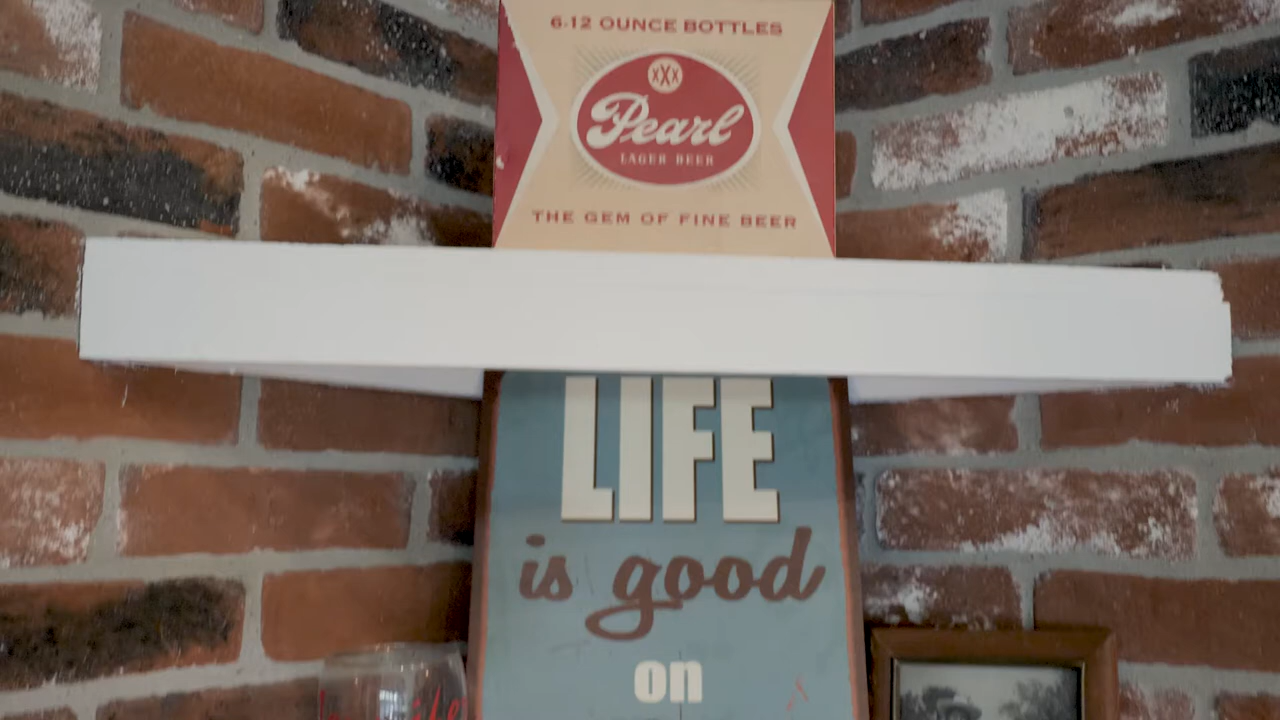 6-12 OUNCE BOTTLES
XXX
Pearl
LAGER BEER
THE GEM OF FINE BEER
LIFE
is good
on